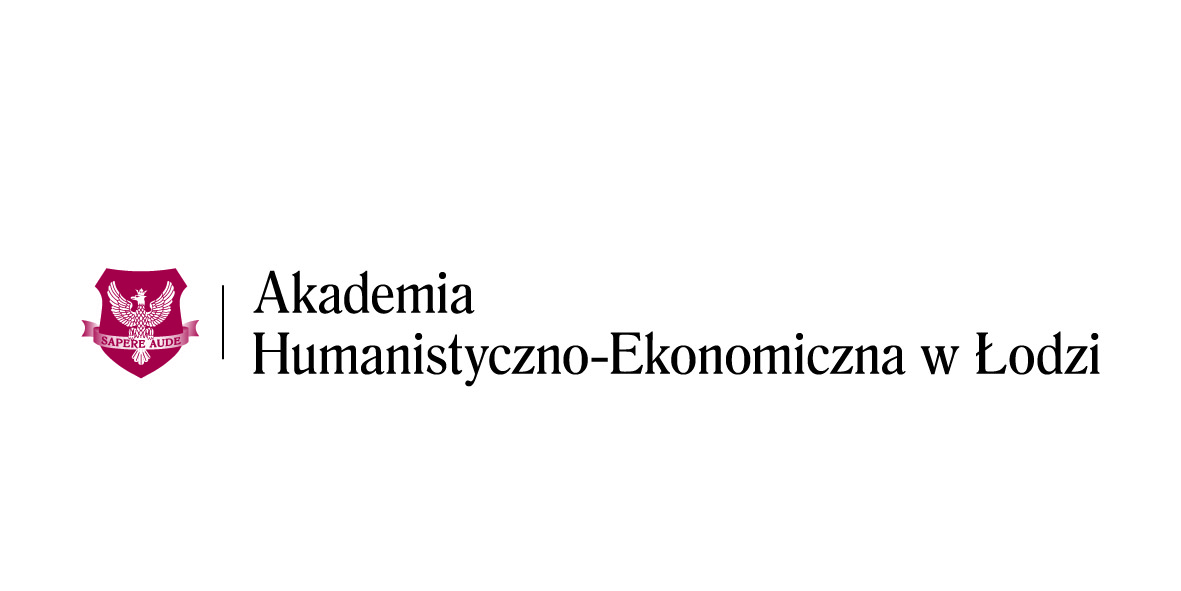 SAPERE AUDE
Akademia
Humanistyczno-Ekonomiczna w Łodzi